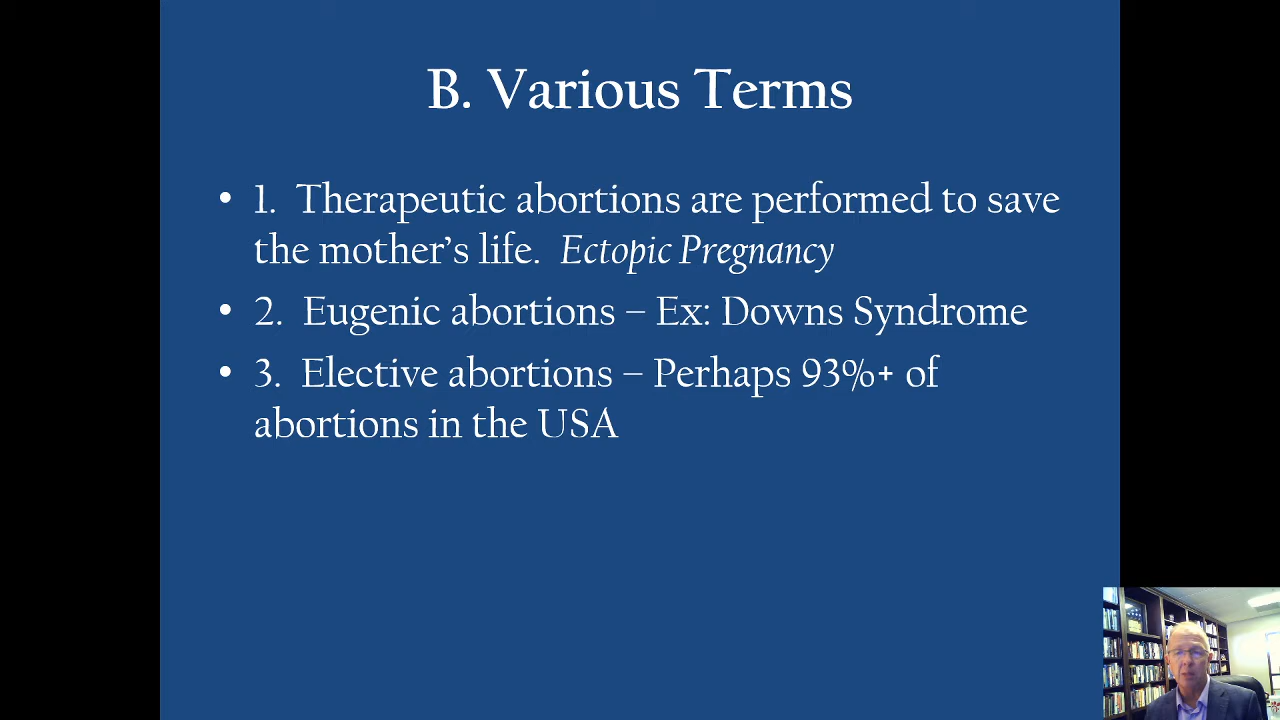 B. Various Terms
• 1. Therapeutic abortions are performed to save
the mother’s life. Ectopic Pregnancy
• 2. Eugenic abortions – Ex: Downs Syndrome
• 3. Elective abortions – Perhaps 93%+ of
abortions in the USA